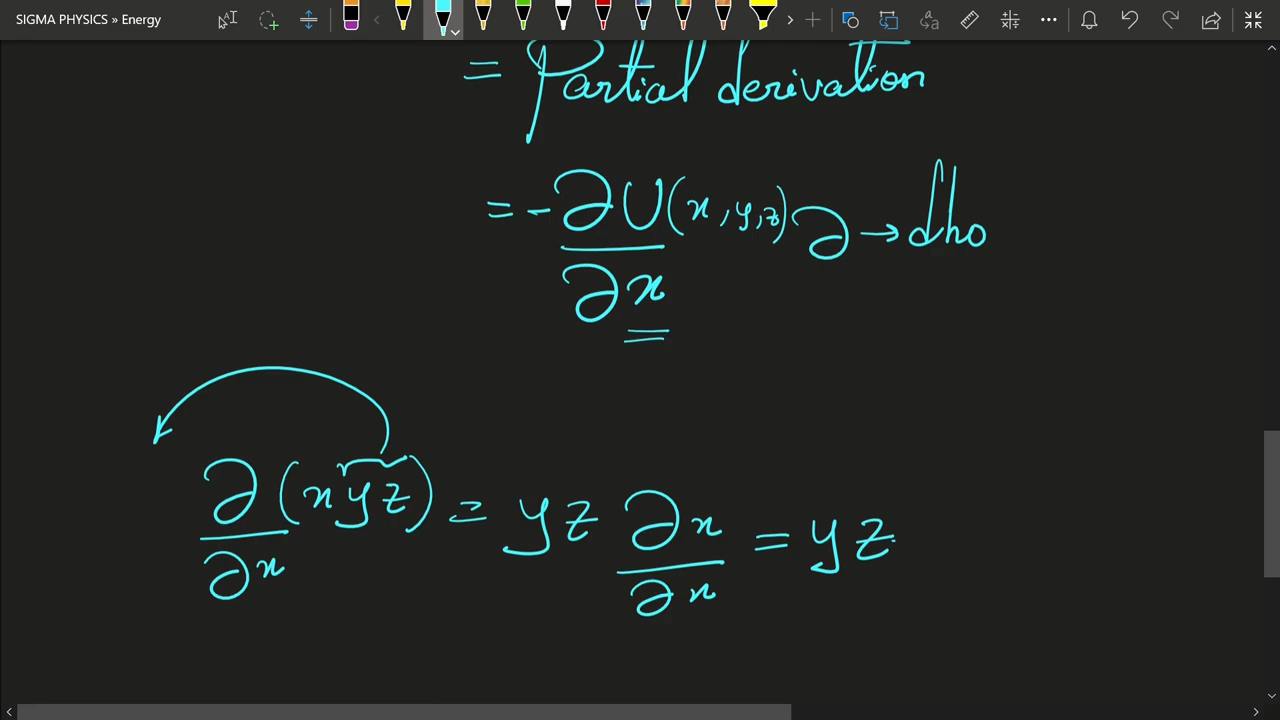 SIGMA PHYSICS » Energy
= Partial derivation
= - ∂U(x, y, z)/∂x ∂ → dho
∂/∂x (xyz) = yz ∂x/∂x = yz